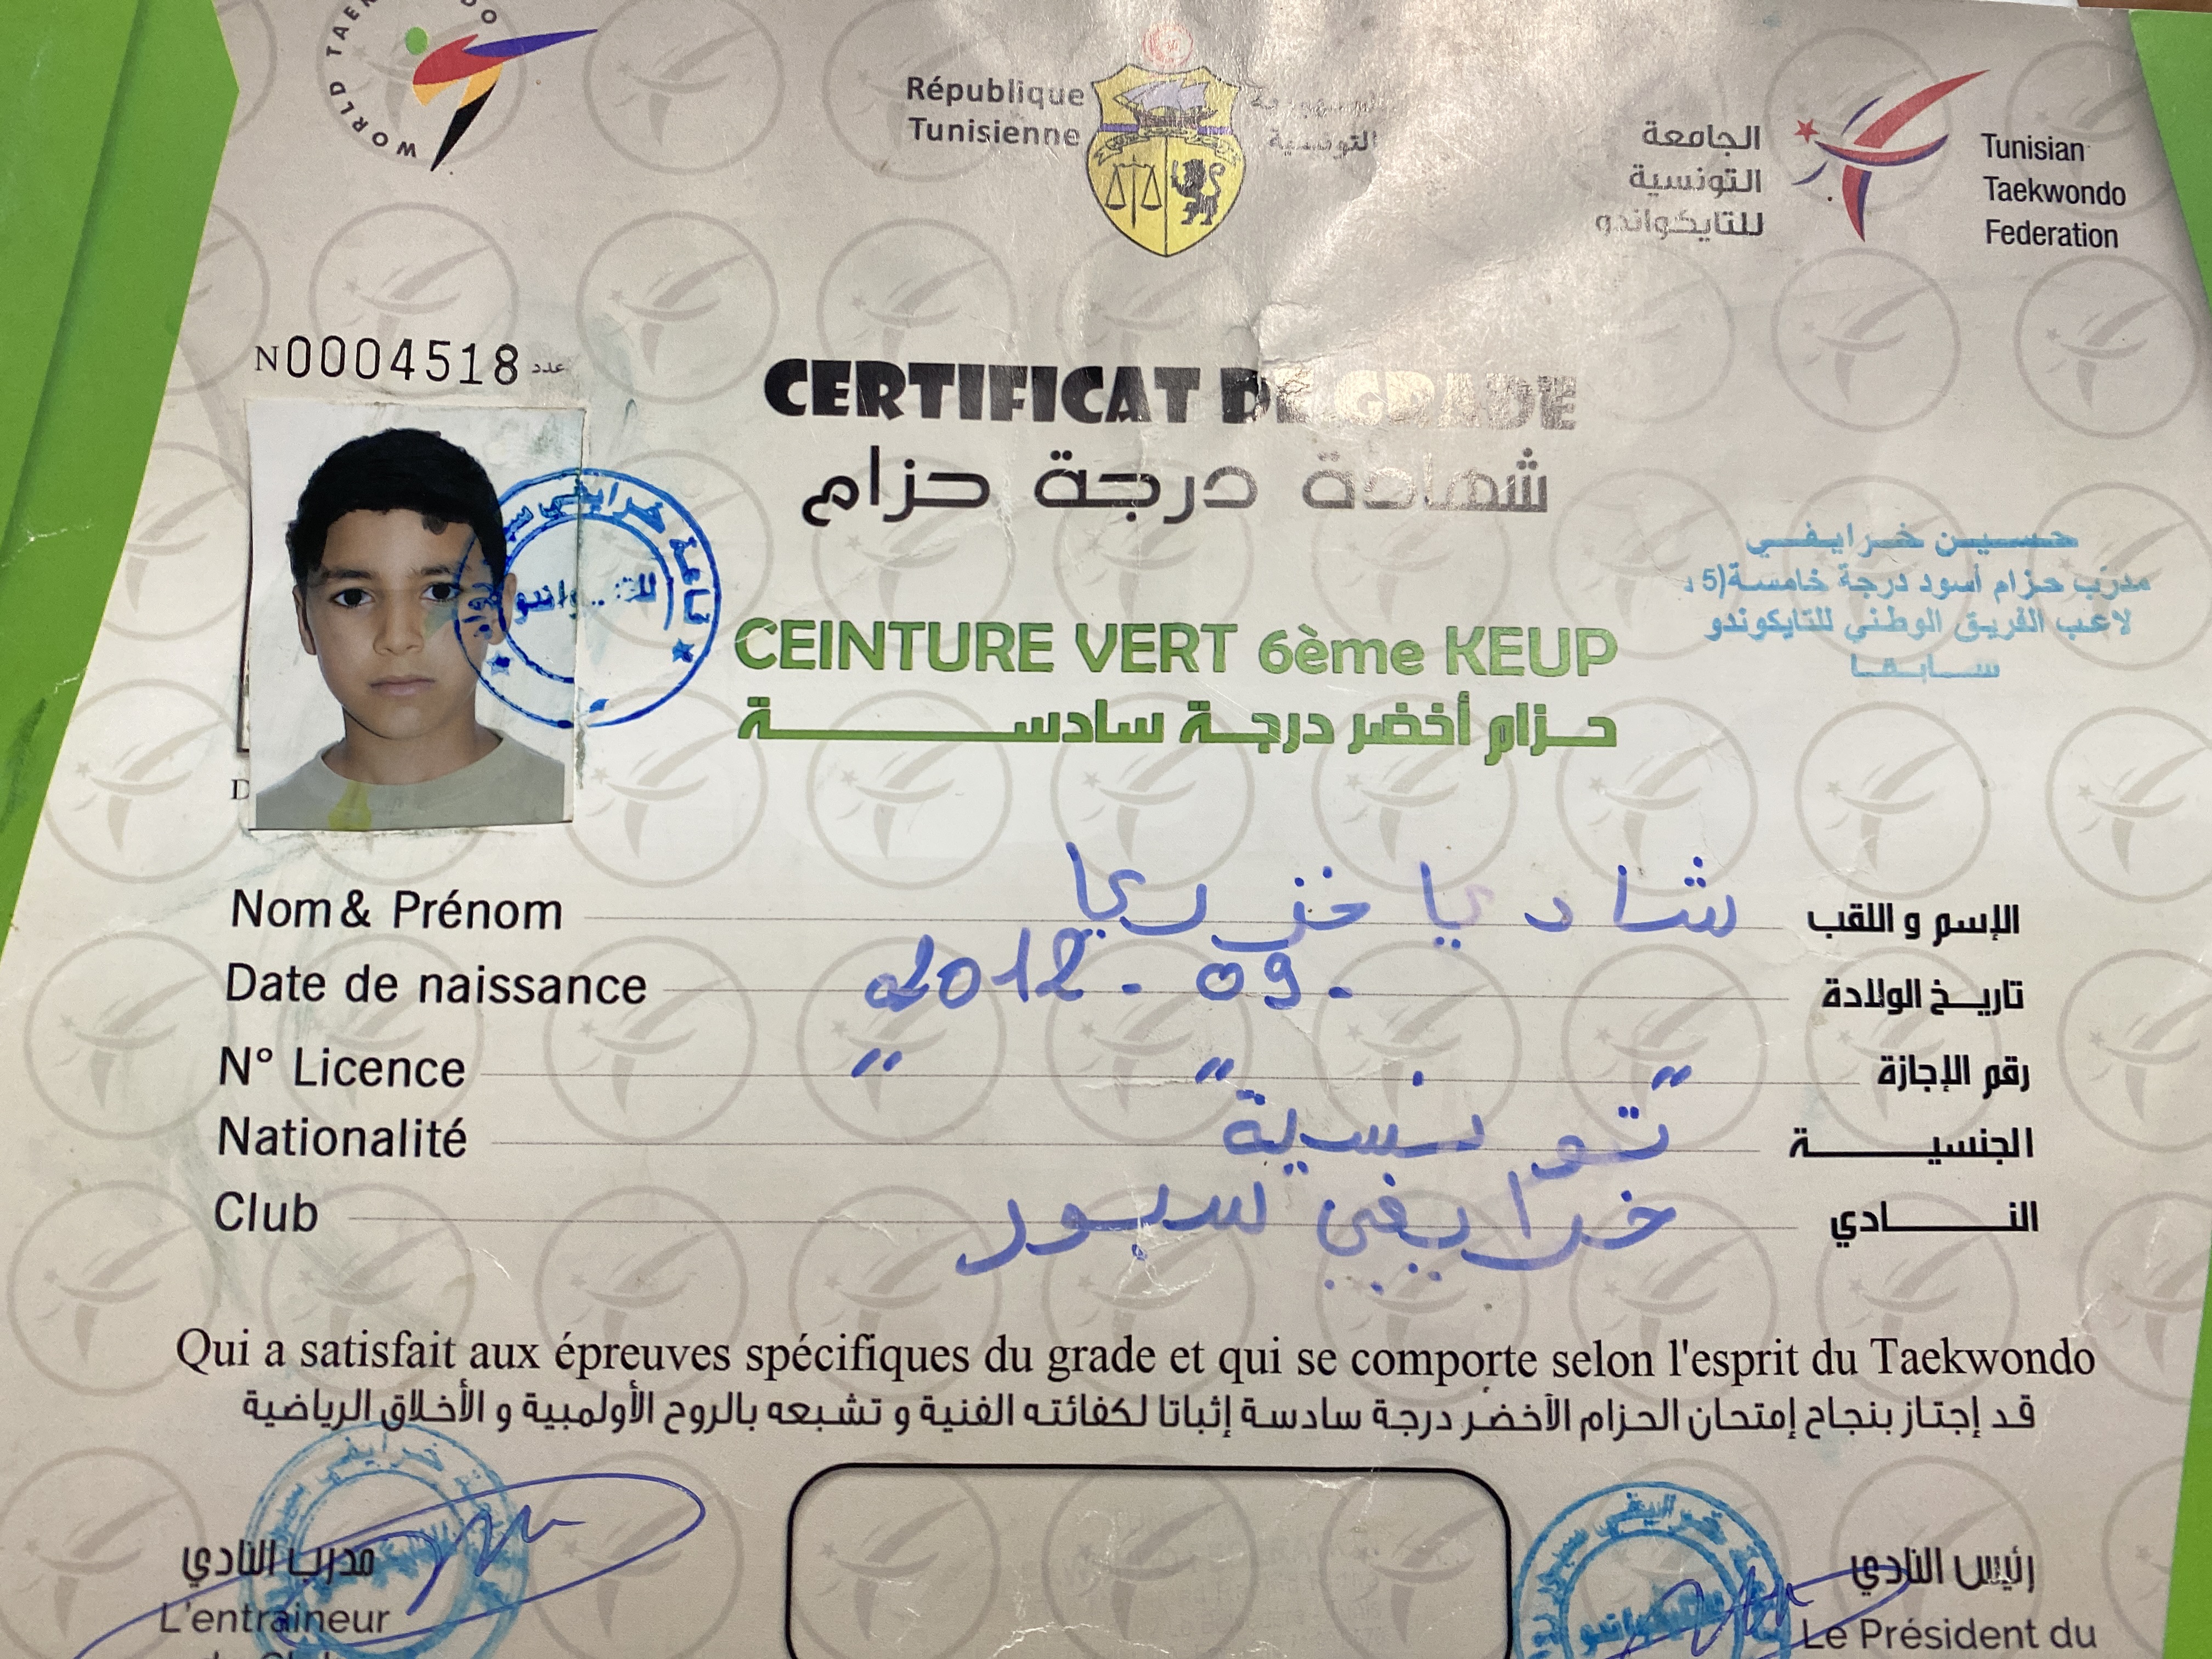 WORLD TAEKWONDO
République
Tunisienne
الجمهورية
التونسية
الجامعة
التونسية
للتايكواندو
Tunisian
Taekwondo
Federation
N0004518 عدد
CERTIFICAT DE GRADE
شهادة درجة حزام
حسين خرايفي
مدرب حزام أسود درجة خامسة(5 د
لاعب الفريق الوطني للتايكوندو
سابقا
CEINTURE VERT 6ème KEUP
حزام أخضر درجة سادسة
D
Nom & Prénom شادي خزري الإسم و اللقب
Date de naissance 2012 - 09 - تاريخ الولادة
N° Licence " " " رقم الإجازة
Nationalité تونسية الجنسية
Club خرايفي سبور النادي
Qui a satisfait aux épreuves spécifiques du grade et qui se comporte selon l'esprit du Taekwondo
قد إجتاز بنجاح إمتحان الحزام الأخضر درجة سادسة إثباتا لكفائته الفنية و تشبعه بالروح الأولمبية و الأخلاق الرياضية
مدرب النادي
L'entraineur
رئيس النادي
Le Président du